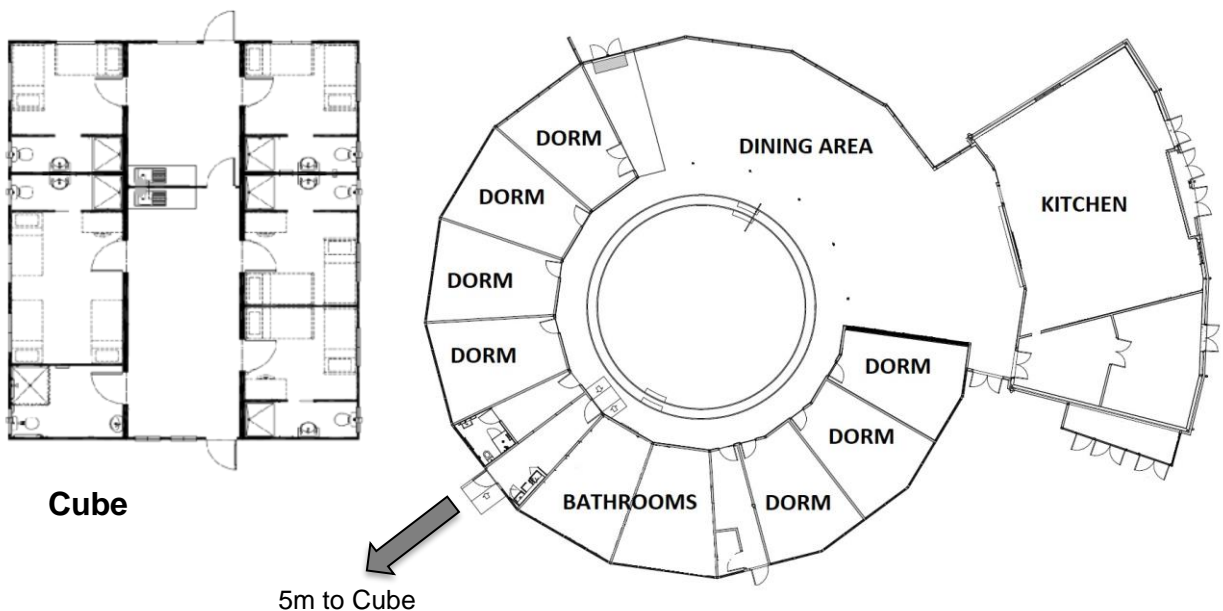 DORM
DINING AREA
DORM
KITCHEN
DORM
DORM
DORM
DORM
BATHROOMS
DORM
Cube
5m to Cube